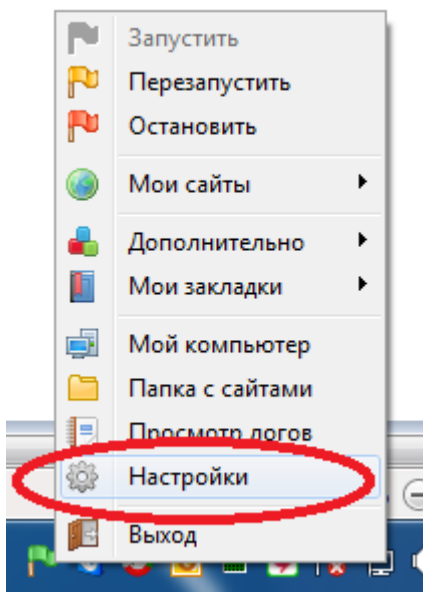 Запустить
Перезапустить
Остановить
Мои сайты
Дополнительно
Мои закладки
Мой компьютер
Папка с сайтами
Просмотр логов
Настройки
Выход